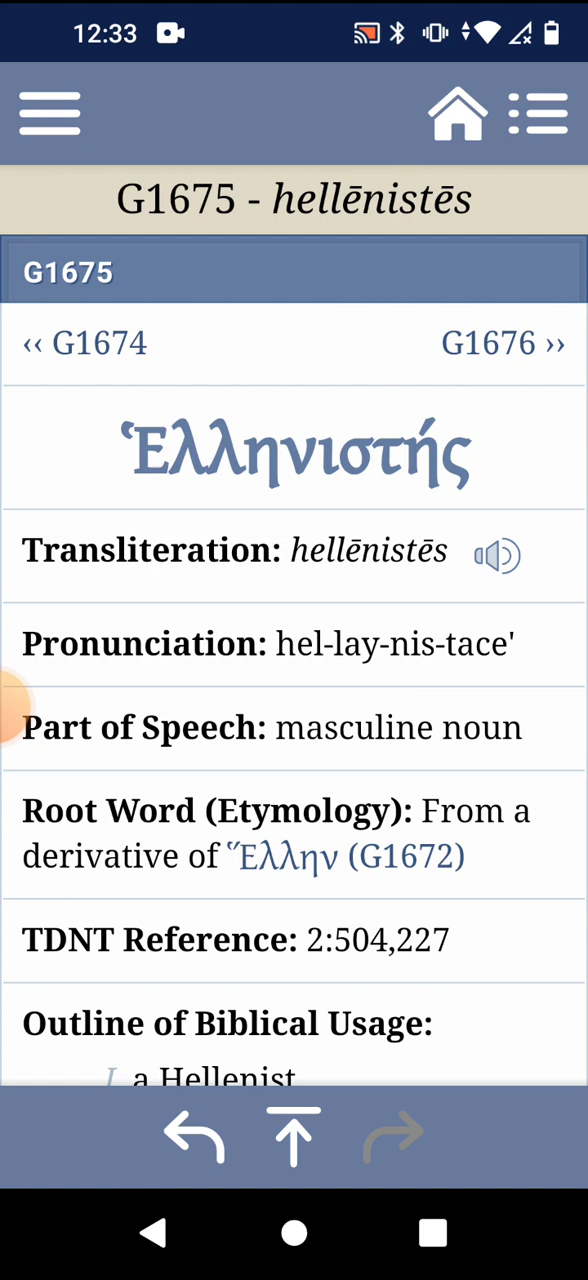 12:33
G1675 - hellēnistēs
G1675
‹‹ G1674
G1676 ››
Ἑλληνιστής
Transliteration: hellēnistēs
Pronunciation: hel-lay-nis-tace'
Part of Speech: masculine noun
Root Word (Etymology): From a
derivative of Ἕλλην (G1672)
TDNT Reference: 2:504,227
Outline of Biblical Usage:
I. a Hellenist